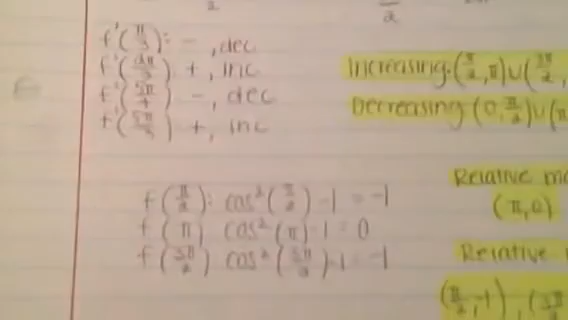 f'(π/3): - , dec
f'(2π/3) + , inc
f'(5π/4) - , dec
f'(5π/3) + , inc
Increasing: (π/2, π) ∪ (3π/2,
Decreasing (0, π/2) ∪ (π
f(π/2): cos²(π/2) - 1 = -1
f(π) cos²(π) - 1 = 0
f(3π/2) cos²(3π/2) - 1 = -1
Relative
(π, 0)
Relative
(π/2, -1), (3π